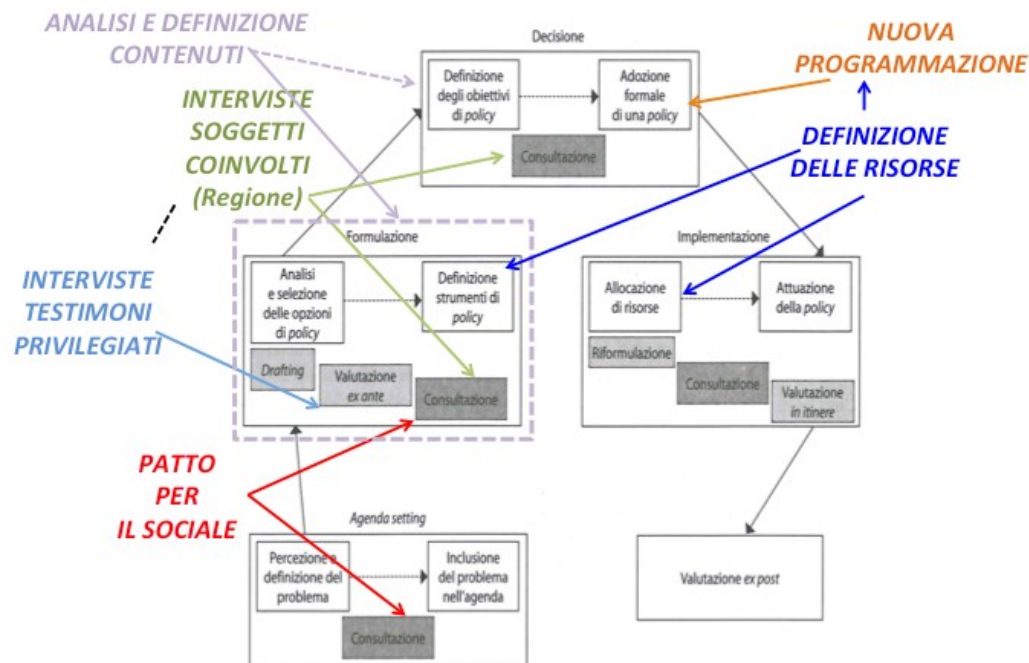 ANALISI E DEFINIZIONE
CONTENUTI
Decisione
Definizione
degli obiettivi
di policy
Adozione
formale
di una policy
Consultazione
NUOVA
PROGRAMMAZIONE
INTERVISTE
SOGGETTI
COINVOLTI
(Regione)
DEFINIZIONE
DELLE RISORSE
Formulazione
Analisi
e selezione
delle opzioni
di policy
Definizione
strumenti di
policy
Drafting
Valutazione
ex ante
Consultazione
Implementazione
Allocazione
di risorse
Attuazione
della policy
Riformulazione
Consultazione
Valutazione
in itinere
INTERVISTE
TESTIMONI
PRIVILEGIATI
PATTO
PER
IL SOCIALE
Agenda setting
Percezione e
definizione del
problema
Inclusione
del problema
nell'agenda
Consultazione
Valutazione ex post